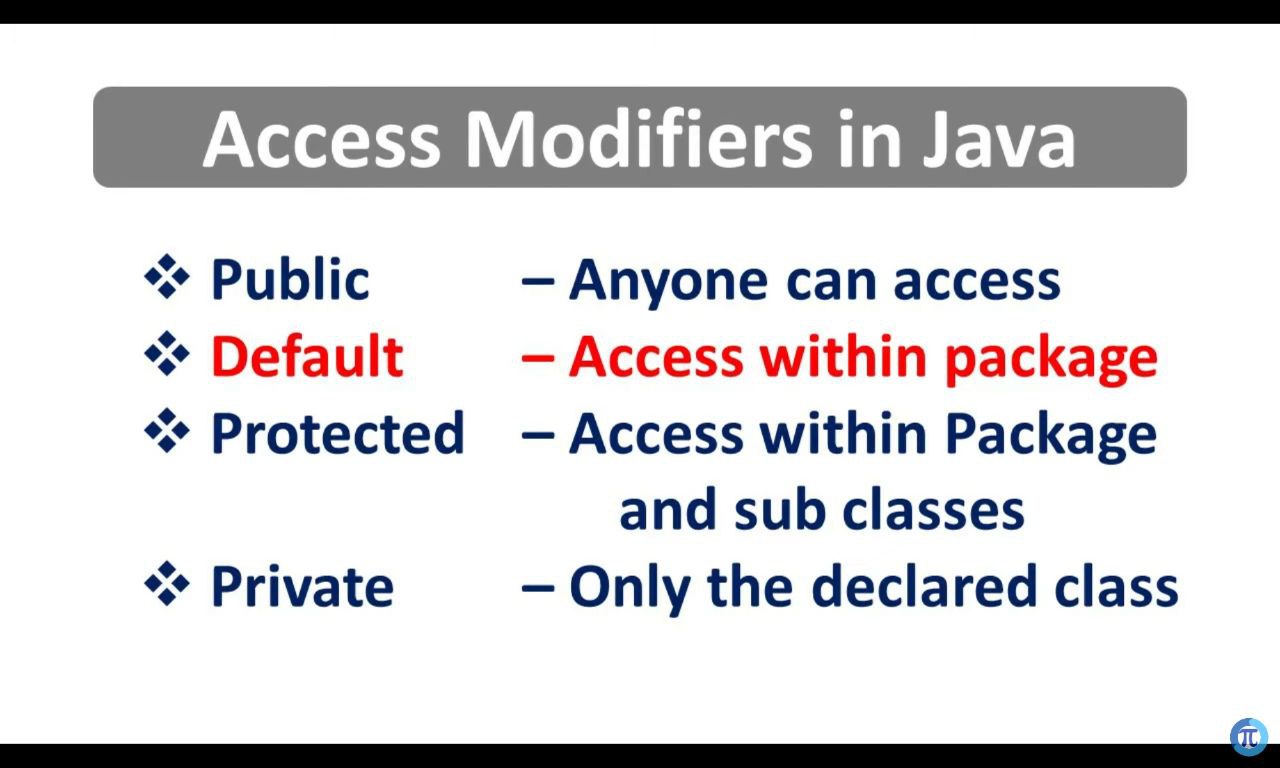 Access Modifiers in Java
❖ Public – Anyone can access
❖ Default – Access within package
❖ Protected – Access within Package
and sub classes
❖ Private – Only the declared class
π